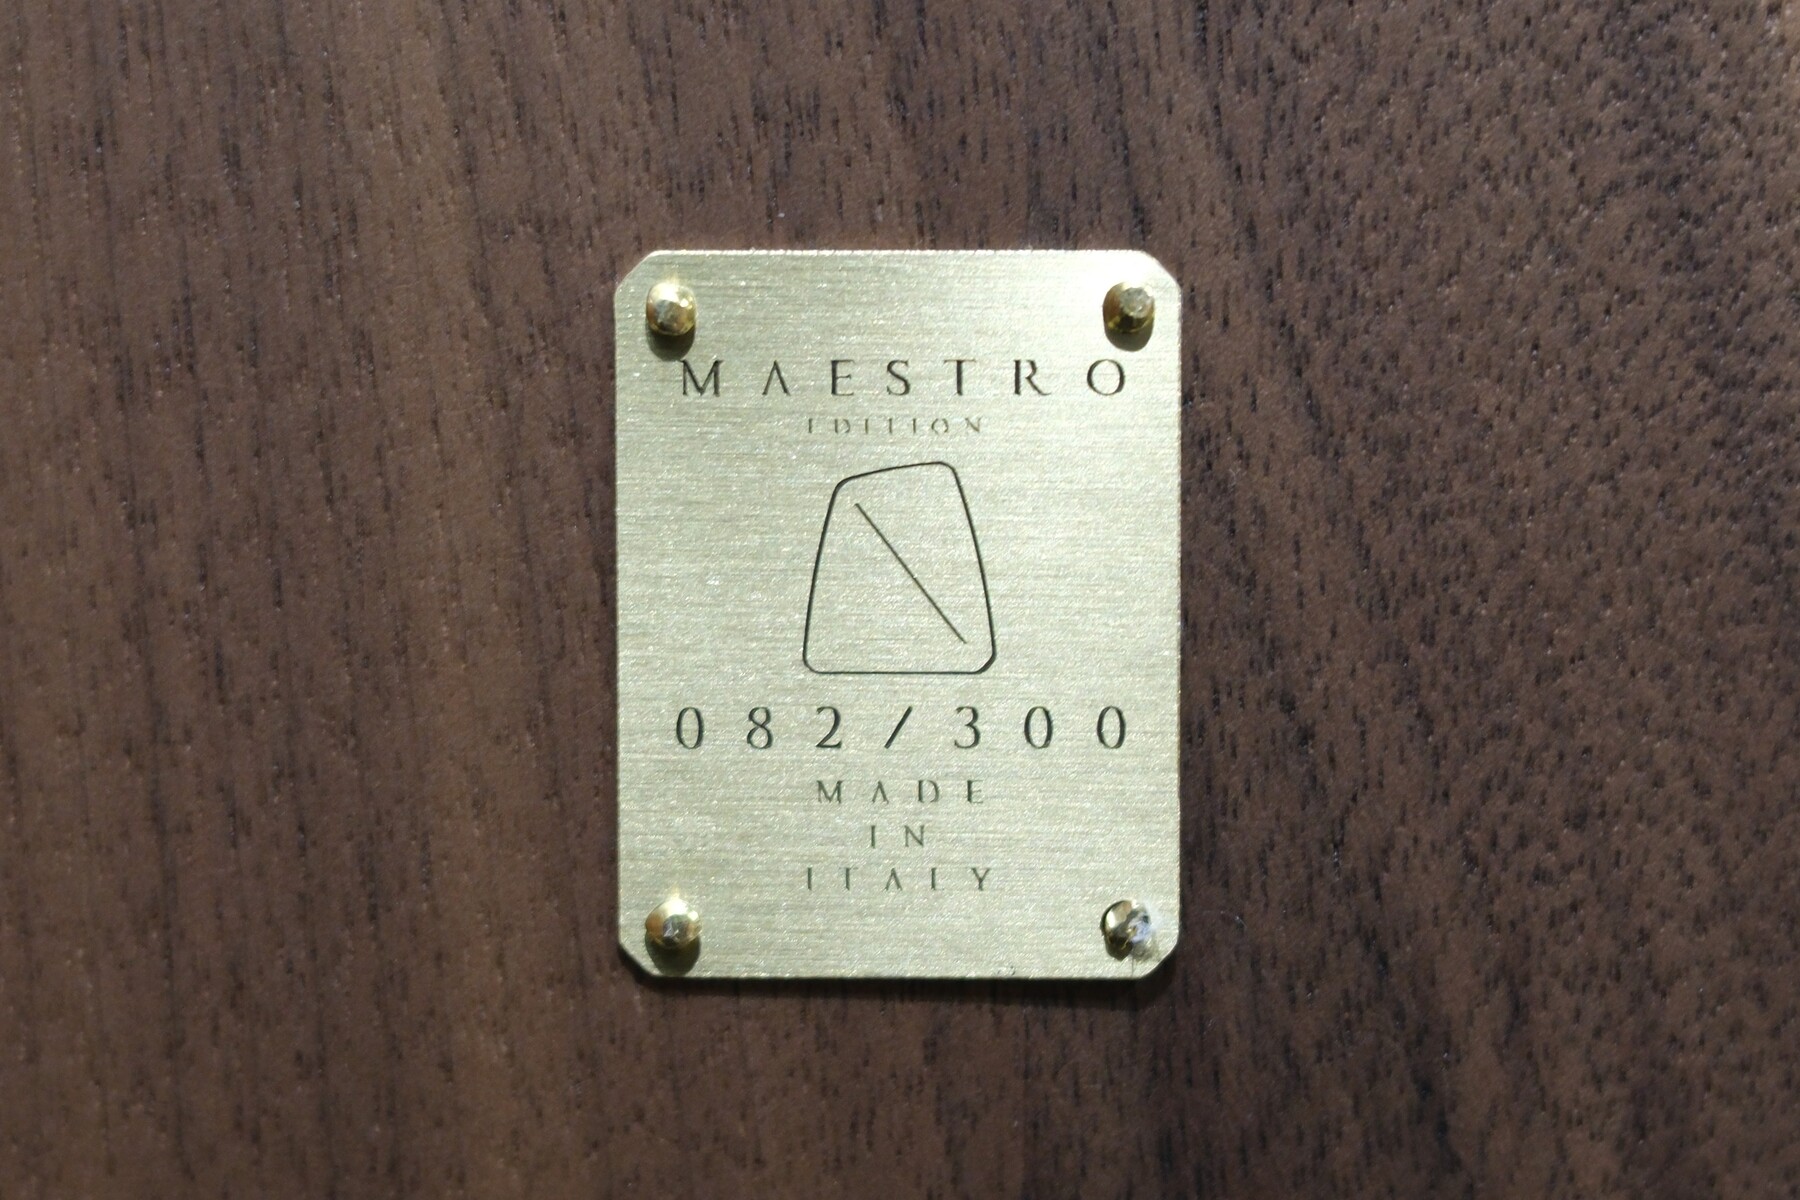 MAESTRO
EDITION
082/300
MADE
IN
ITALY